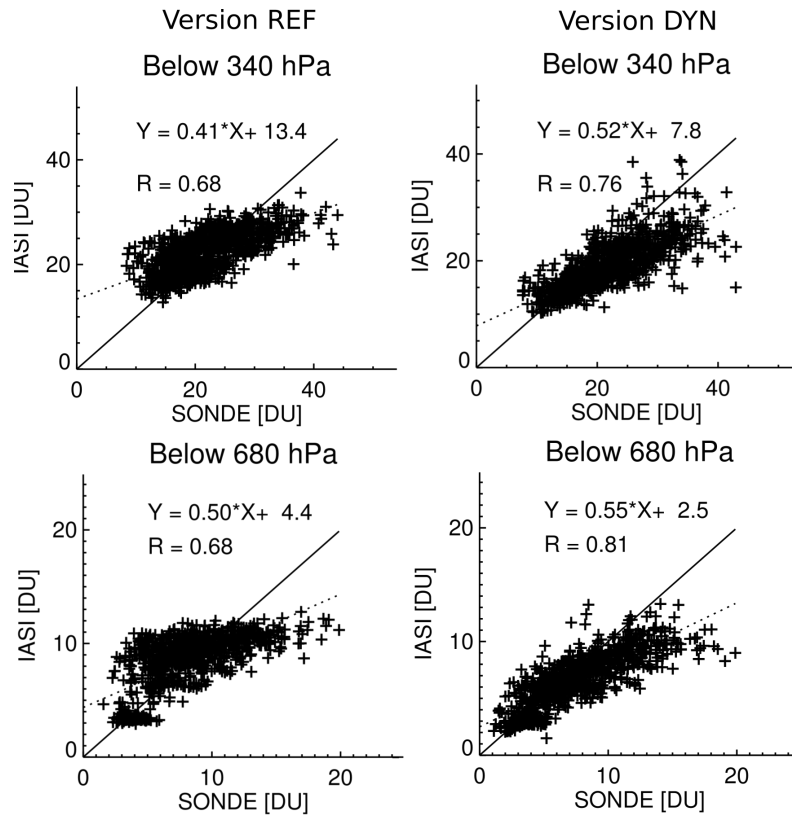 Version REF
Version DYN
Below 340 hPa
Y = 0.41*X+ 13.4
R = 0.68
IASI [DU]
40
20
0
0 20 40
SONDE [DU]
Below 340 hPa
Y = 0.52*X+ 7.8
R = 0.76
IASI [DU]
40
20
0
0 20 40
SONDE [DU]
Below 680 hPa
Y = 0.50*X+ 4.4
R = 0.68
IASI [DU]
20
10
0
0 10 20
SONDE [DU]
Below 680 hPa
Y = 0.55*X+ 2.5
R = 0.81
IASI [DU]
20
10
0
0 10 20
SONDE [DU]